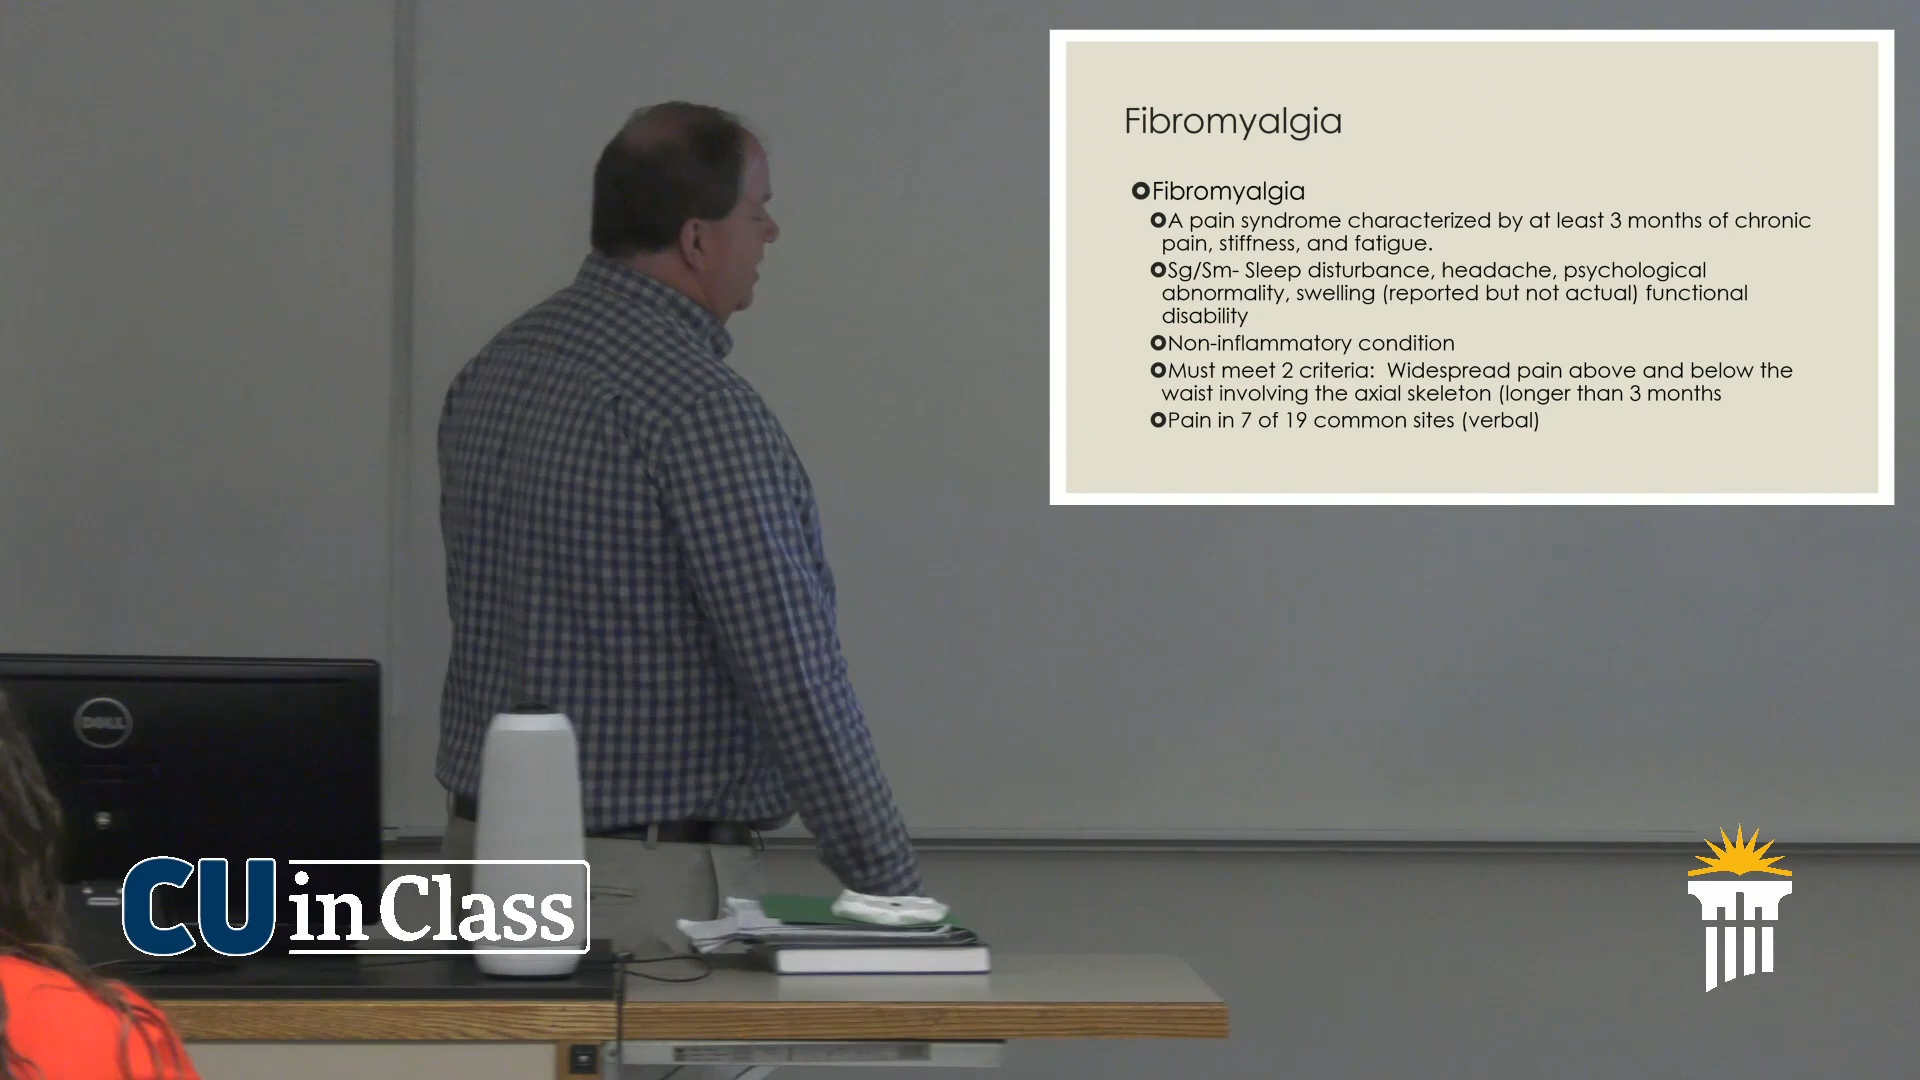 Fibromyalgia
Fibromyalgia
A pain syndrome characterized by at least 3 months of chronic
pain, stiffness, and fatigue.
Sg/Sm- Sleep disturbance, headache, psychological
abnormality, swelling (reported but not actual) functional
disability
Non-inflammatory condition
Must meet 2 criteria:  Widespread pain above and below the
waist involving the axial skeleton (longer than 3 months
Pain in 7 of 19 common sites (verbal)
DELL
CU in Class